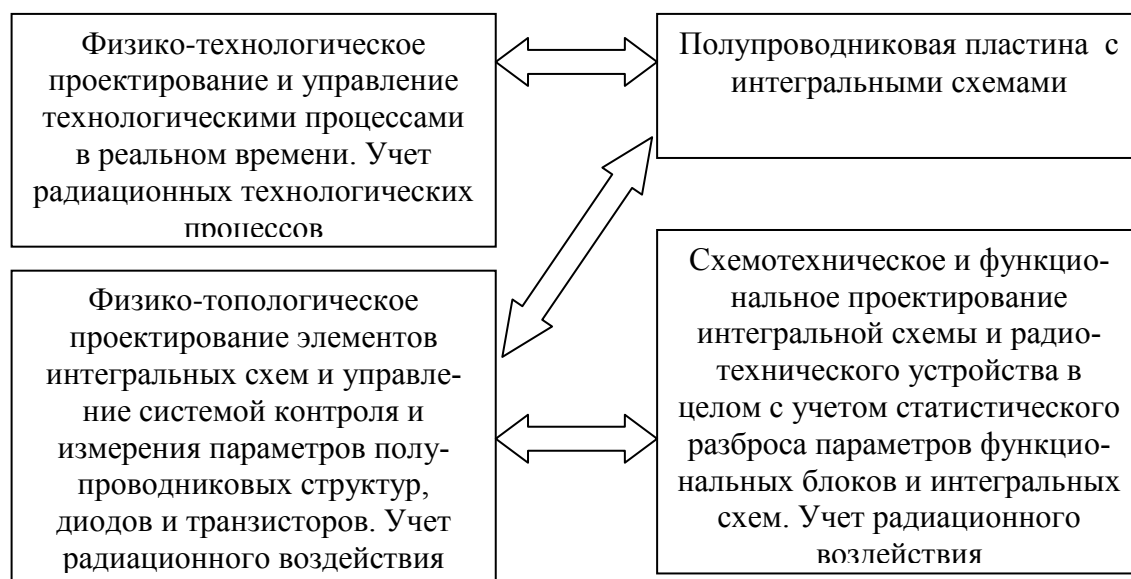 Физико-технологическое
проектирование и управление
технологическими процессами
в реальном времени. Учет
радиационных технологических
процессов
Полупроводниковая пластина с
интегральными схемами
Физико-топологическое
проектирование элементов
интегральных схем и управле-
ние системой контроля и
измерения параметров полу-
проводниковых структур,
диодов и транзисторов. Учет
радиационного воздействия
Схемотехническое и функцио-
нальное проектирование
интегральной схемы и радио-
технического устройства в
целом с учетом статистического
разброса параметров функцио-
нальных блоков и интегральных
схем. Учет радиационного
воздействия